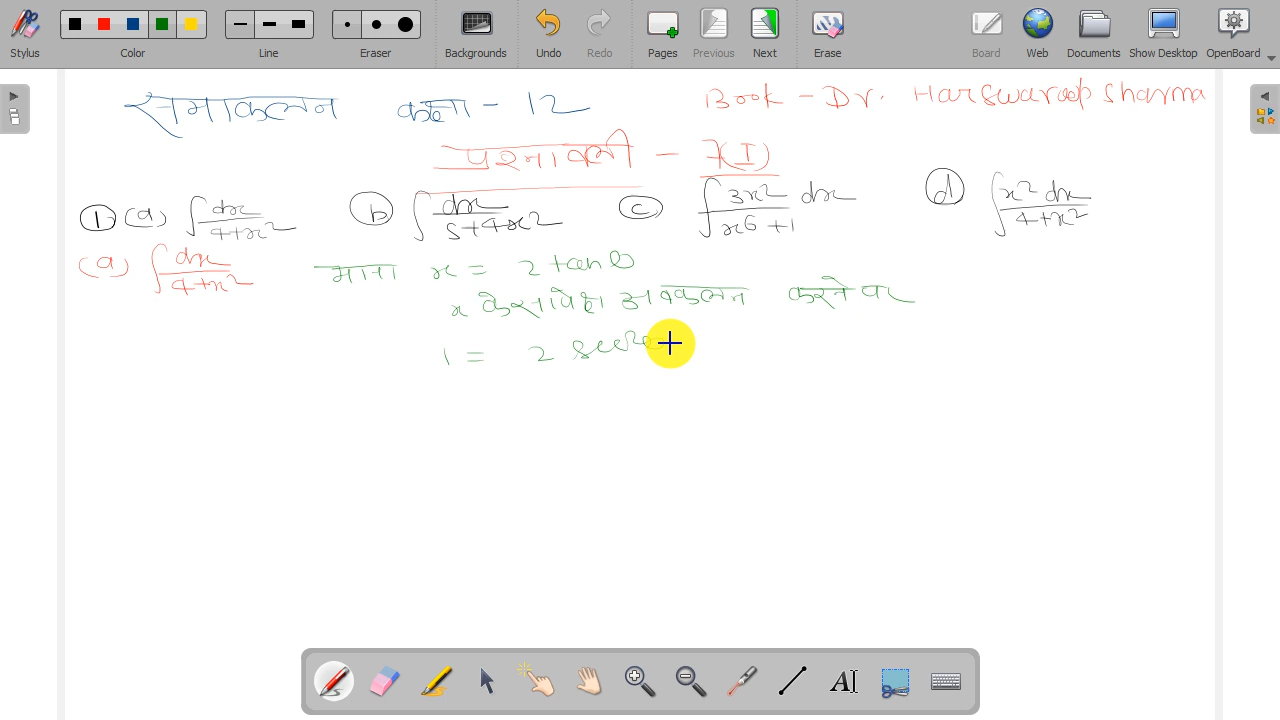 Stylus Color Line Eraser Backgrounds Undo Redo Pages Previous Next Erase Board Web Documents Show Desktop OpenBoard
समाकलन कक्षा - 12 Book - Dr. Harswaroop Sharma
प्रश्नावली - 7(I)
① (a) ∫dx/4+x² ⓑ ∫dx/5+4x² ⓒ ∫3x²/x6+1 dx ⓓ ∫x² dx/4+x²
(a) ∫dx/4+x² माना x = 2 tanθ
x के सापेक्ष अवकलन करने पर
1 = 2 sec²θ